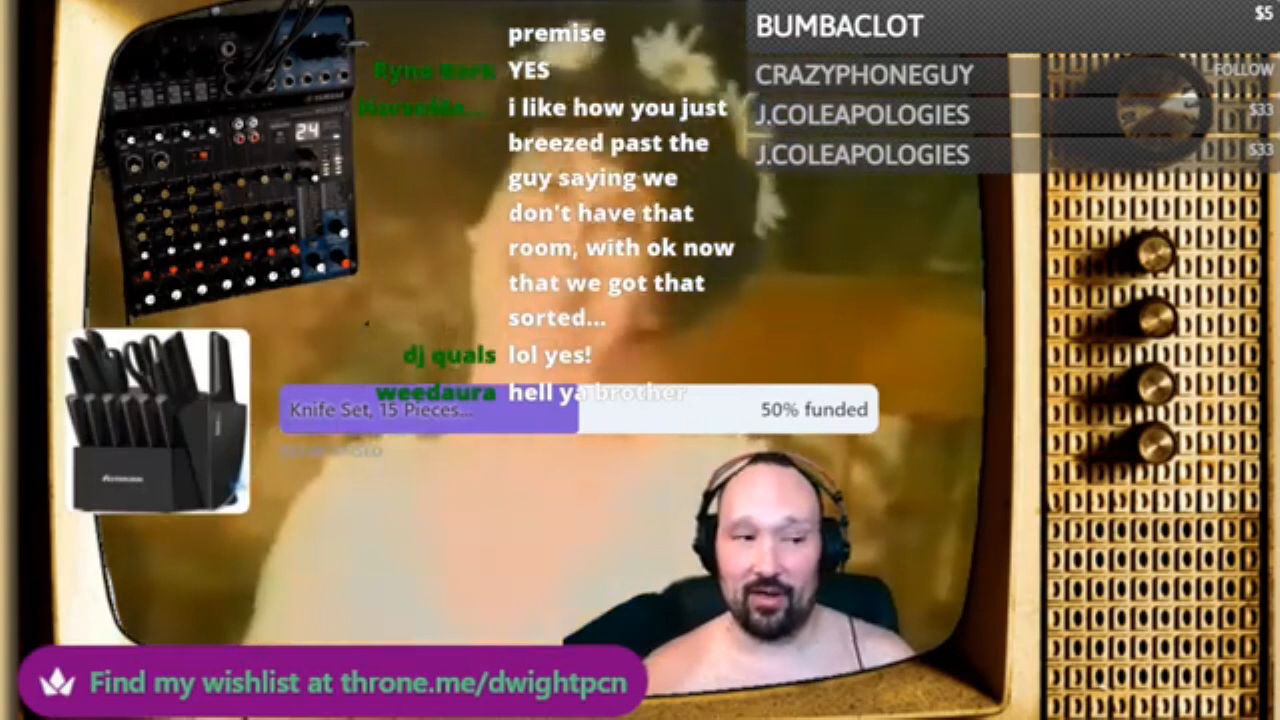 premise
YES
i like how you just
breezed past the
guy saying we
don't have that
room, with ok now
that we got that
sorted...
dj quals lol yes!
weedaura hell ya brother
Knife Set, 15 Pieces... 50% funded
BUMBACLOT $5
CRAZYPHONEGUY FOLLOW
J.COLEAPOLOGIES $33
J.COLEAPOLOGIES $33
24
Find my wishlist at throne.me/dwightpcn